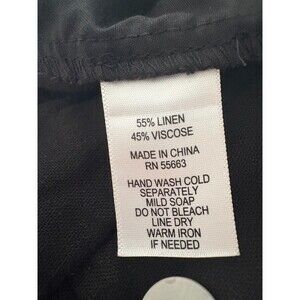 55% LINEN
45% VISCOSE
MADE IN CHINA
RN 55663
HAND WASH COLD
SEPARATELY
MILD SOAP
DO NOT BLEACH
LINE DRY
WARM IRON
IF NEEDED